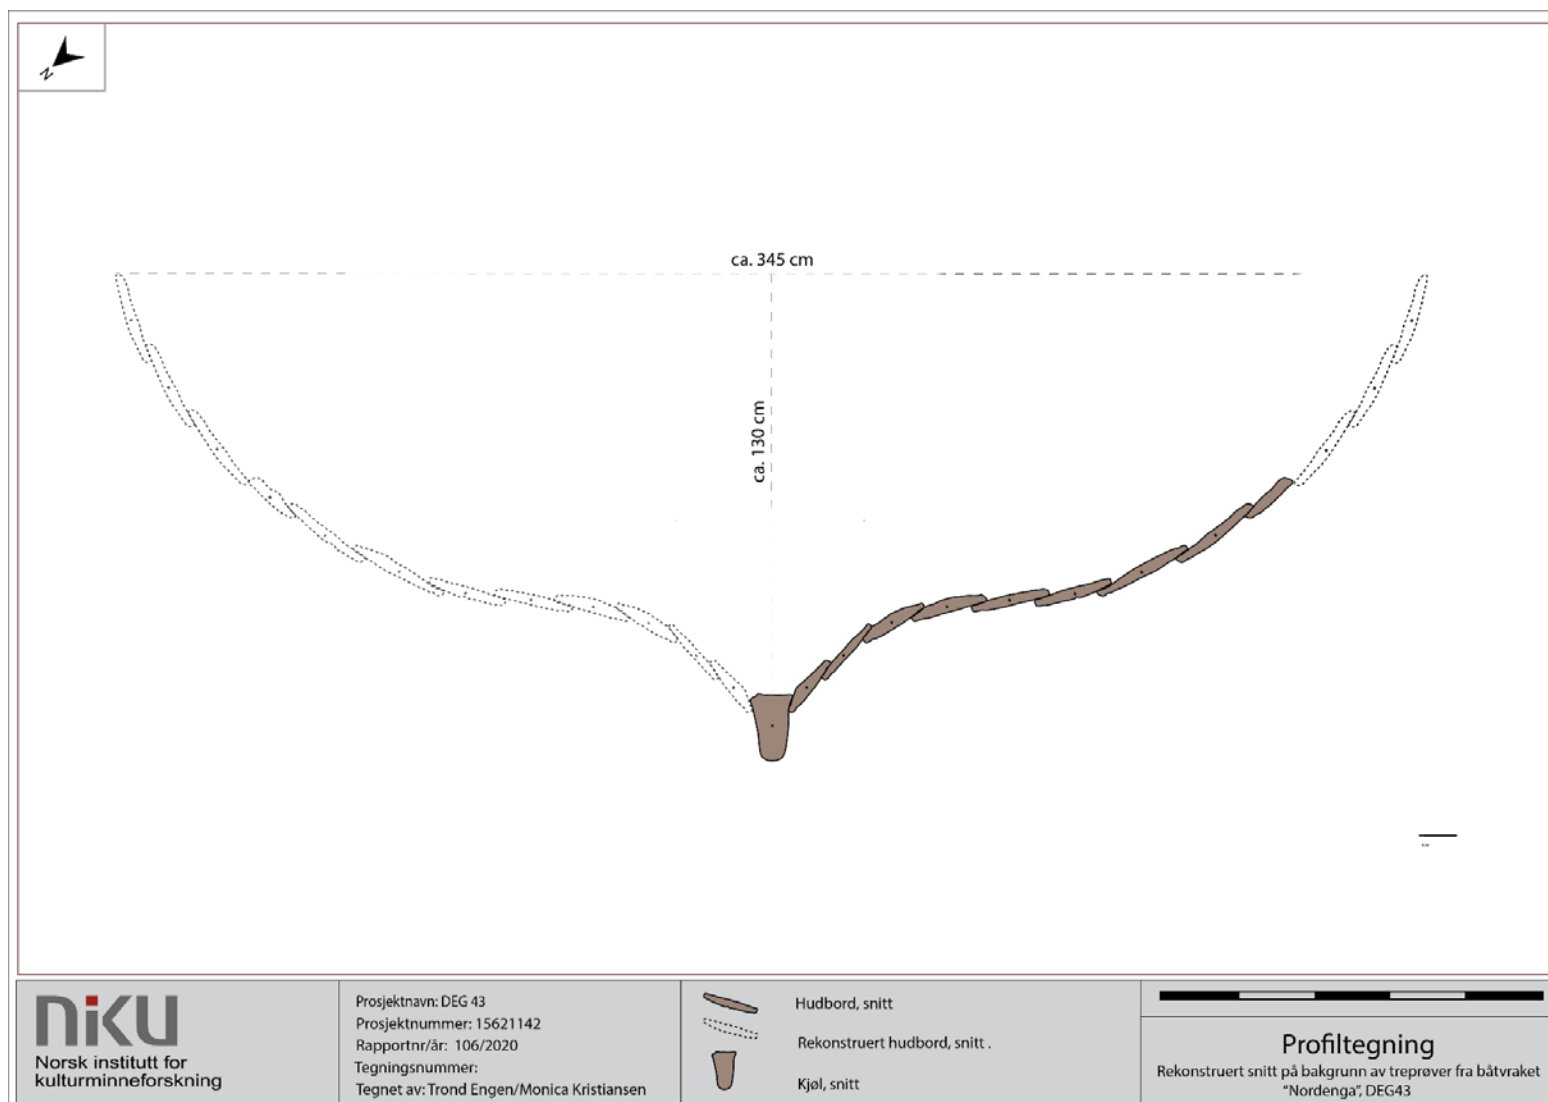 N
ca. 345 cm
ca. 130 cm
niku
Norsk institutt for
kulturminneforskning
Prosjektnavn: DEG 43
Prosjektnummer: 15621142
Rapportnr/år: 106/2020
Tegningsnummer:
Tegnet av: Trond Engen/Monica Kristiansen
Hudbord, snitt
Rekonstruert hudbord, snitt .
Kjøl, snitt
Profiltegning
Rekonstruert snitt på bakgrunn av treprøver fra båtvraket
"Nordenga", DEG43